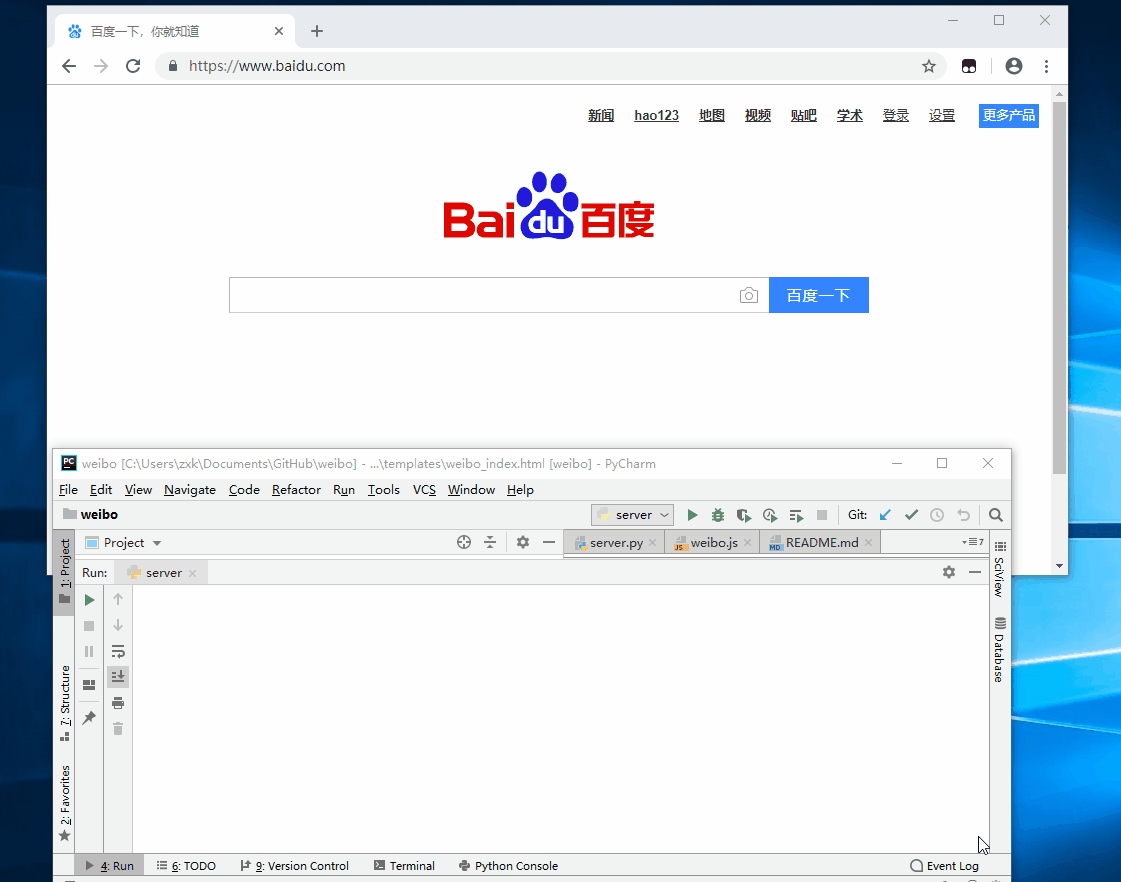 百度一下，你就知道
https://www.baidu.com
新闻 hao123 地图 视频 贴吧 学术 登录 设置 更多产品
Bai du 百度
百度一下
PC weibo [C:\Users\zxk\Documents\GitHub\weibo] - ...\templates\weibo_index.html [weibo] - PyCharm
File Edit View Navigate Code Refactor Run Tools VCS Window Help
weibo server Git:
1: Project Project server.py JS weibo.js MD README.md 7
Run: server
SciView
Database
7: Structure
2: Favorites
4: Run 6: TODO 9: Version Control Terminal Python Console Event Log